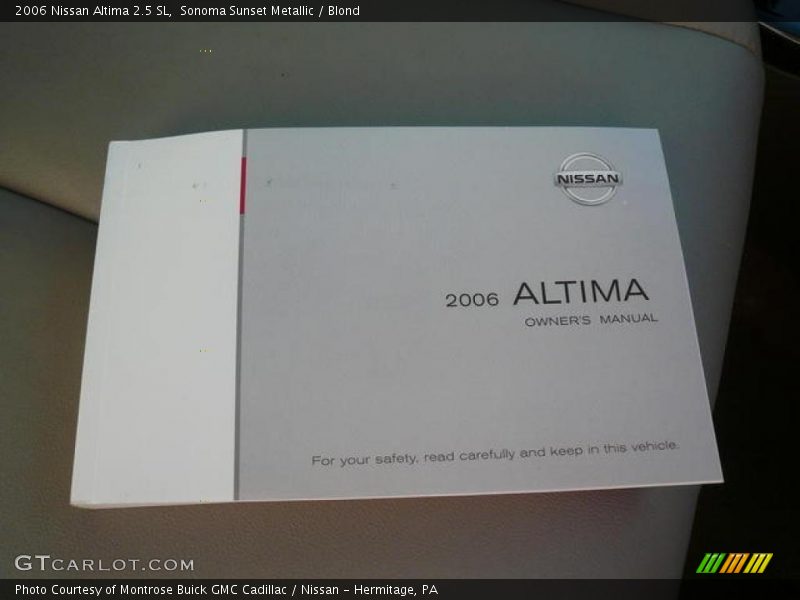 2006 Nissan Altima 2.5 SL,  Sonoma Sunset Metallic / Blond
NISSAN
2006 ALTIMA
OWNER'S MANUAL
For your safety, read carefully and keep in this vehicle.
GTCARLOT.COM
Photo Courtesy of Montrose Buick GMC Cadillac / Nissan - Hermitage, PA